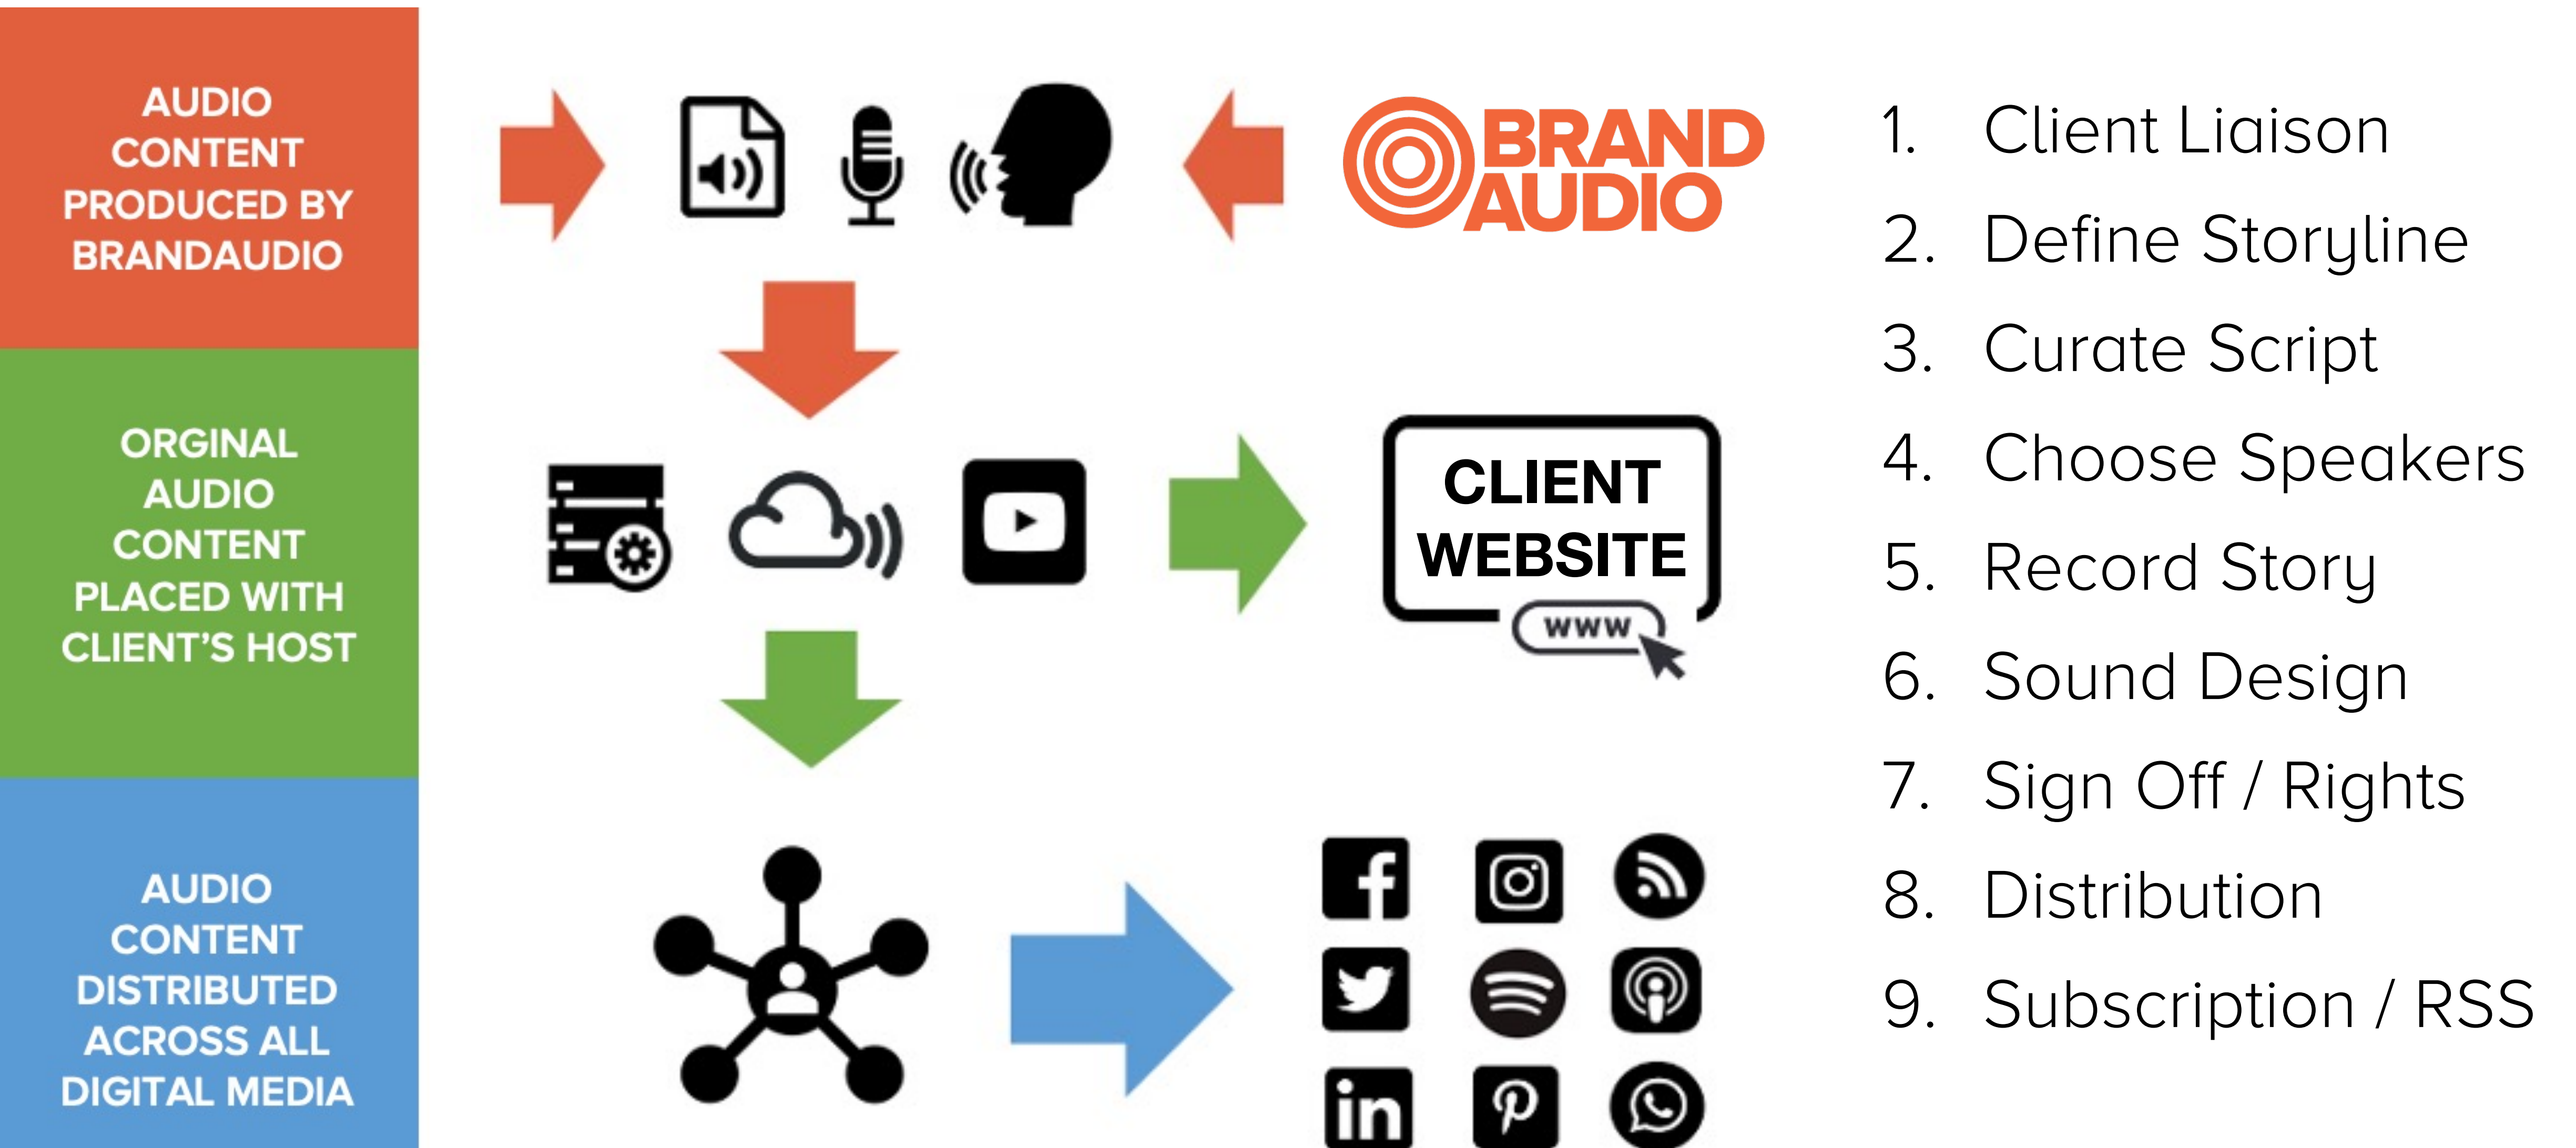 AUDIO
CONTENT
PRODUCED BY
BRANDAUDIO
BRAND
AUDIO
ORGINAL
AUDIO
CONTENT
PLACED WITH
CLIENT’S HOST
CLIENT
WEBSITE
www
AUDIO
CONTENT
DISTRIBUTED
ACROSS ALL
DIGITAL MEDIA
f
in
1. Client Liaison
2. Define Storyline
3. Curate Script
4. Choose Speakers
5. Record Story
6. Sound Design
7. Sign Off / Rights
8. Distribution
9. Subscription / RSS